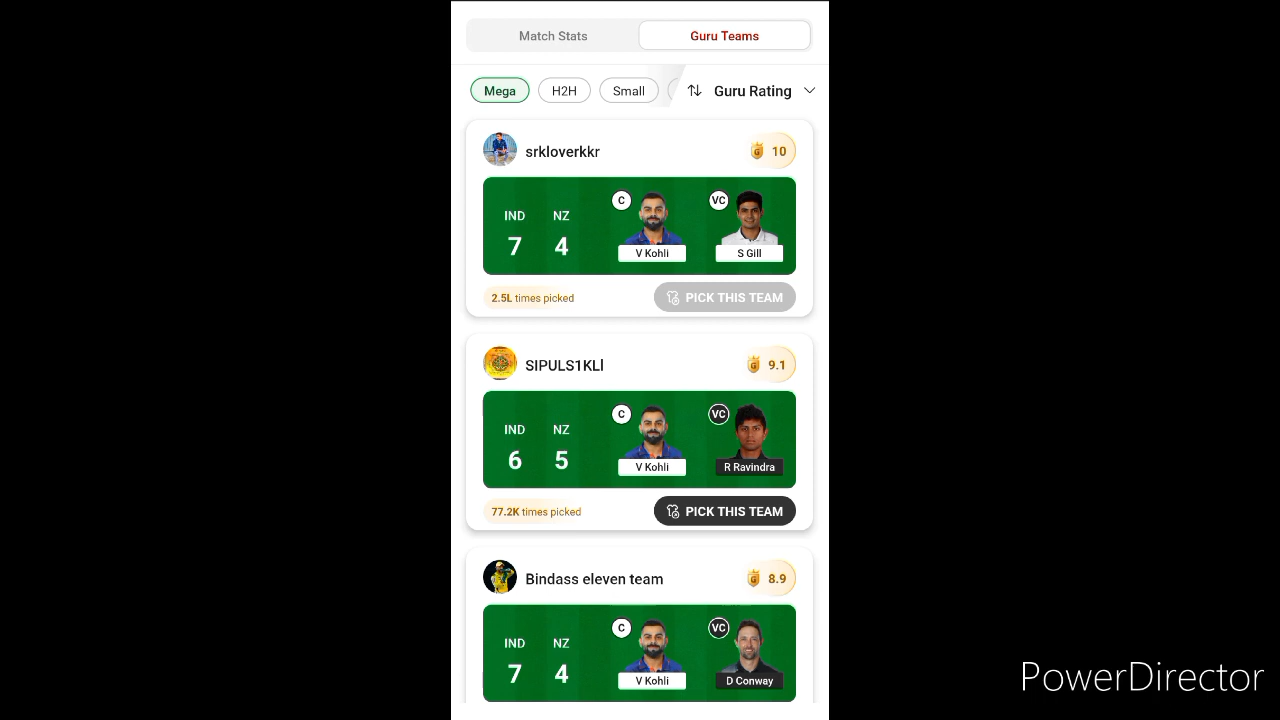 Match Stats Guru Teams
Mega H2H Small Guru Rating
srkloverkkr G 10
C VC
IND NZ
7 4
V Kohli S Gill
2.5L times picked PICK THIS TEAM
SIPULS1KLl G 9.1
C VC
IND NZ
6 5
V Kohli R Ravindra
77.2K times picked PICK THIS TEAM
Bindass eleven team G 8.9
C VC
IND NZ
7 4
V Kohli D Conway
PowerDirector